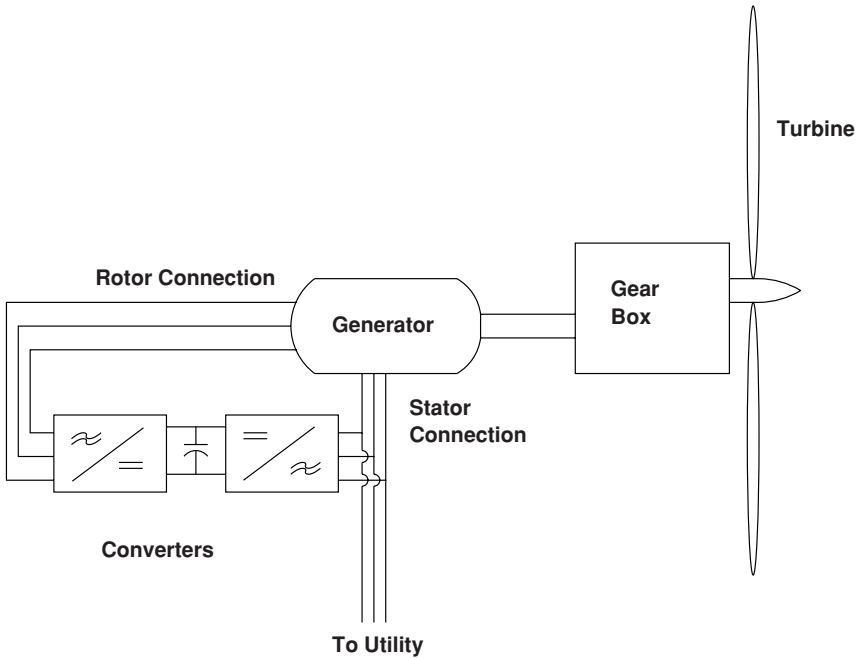 Turbine
Rotor Connection
Generator
Gear
Box
Stator
Connection
Converters
To Utility